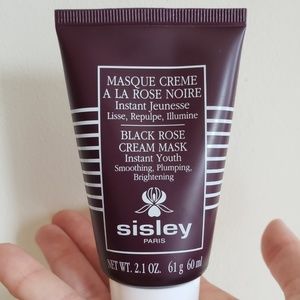 MASQUE CREME
A LA ROSE NOIRE
Instant Jeunesse
Lisse, Repulpe, Illumine
BLACK ROSE
CREAM MASK
Instant Youth
Smoothing, Plumping,
Brightening
sisley
PARIS
NET WT. 2.1 OZ. 61 g 60 ml